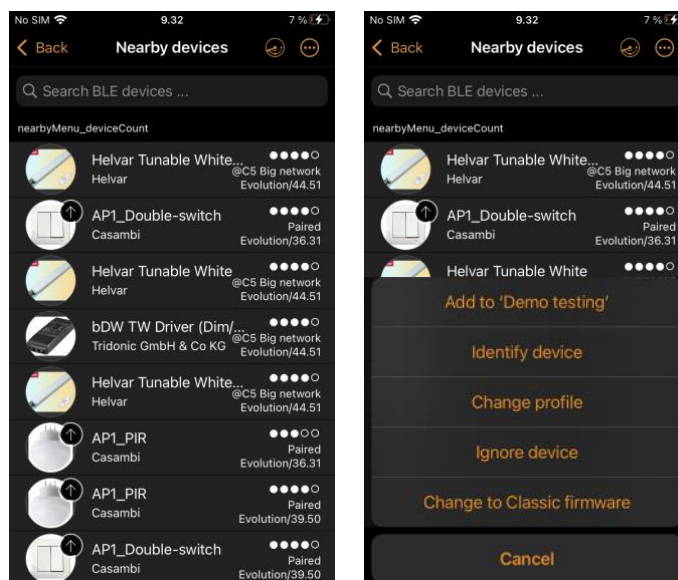 No SIM 9.32 7 %
Back Nearby devices
Search BLE devices ...
nearbyMenu_deviceCount
Helvar Tunable White...
Helvar @C5 Big network
Evolution/44.51
AP1_Double-switch
Casambi Paired
Evolution/36.31
Helvar Tunable White
Helvar @C5 Big network
Evolution/44.51
bDW TW Driver (Dim/...
Tridonic GmbH & Co KG @C5 Big network
Evolution/44.51
Helvar Tunable White...
Helvar @C5 Big network
Evolution/44.51
AP1_PIR
Casambi Paired
Evolution/36.31
AP1_PIR
Casambi Paired
Evolution/39.50
AP1_Double-switch
Casambi Paired
Evolution/39.50
No SIM 9.32 7 %
Back Nearby devices
Search BLE devices ...
nearbyMenu_deviceCount
Helvar Tunable White...
Helvar @C5 Big network
Evolution/44.51
AP1_Double-switch
Casambi Paired
Evolution/36.31
Helvar Tunable White
Add to ‘Demo testing’
Identify device
Change profile
Ignore device
Change to Classic firmware
Cancel